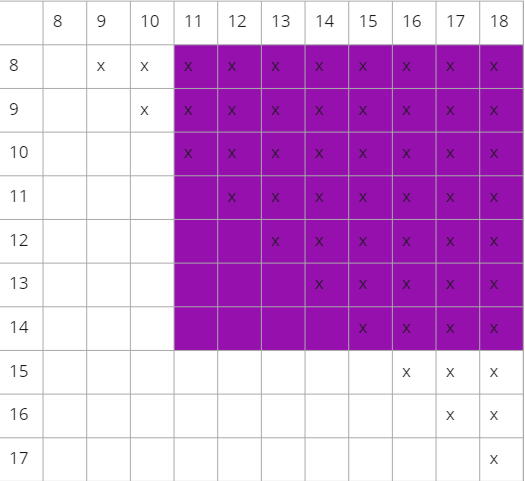 8 9 10 11 12 13 14 15 16 17 18
8 x x x x x x x x x x
9 x x x x x x x x x
10 x x x x x x x x
11 x x x x x x x
12 x x x x x x
13 x x x x x
14 x x x x
15 x x x
16 x x
17 x